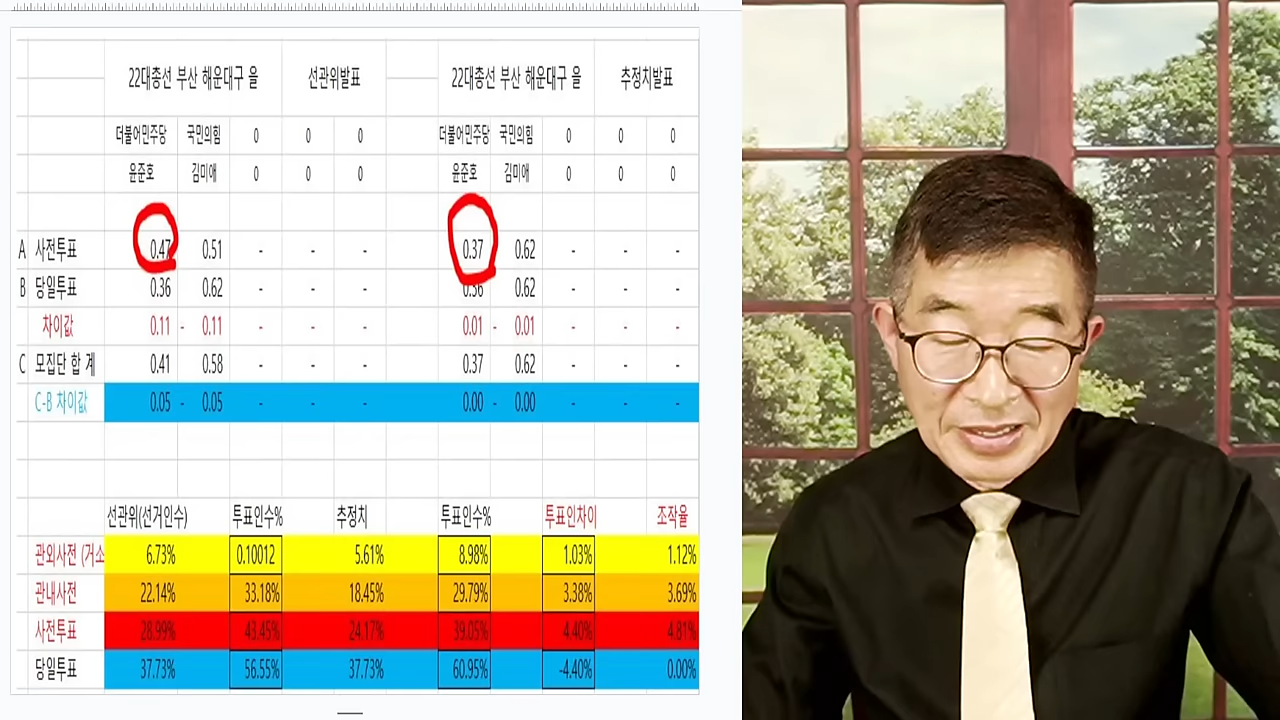 22대총선 부산 해운대구 을 선관위발표 22대총선 부산 해운대구 을 추정치발표
더불어민주당 국민의힘 0 0 0 더불어민주당 국민의힘 0 0 0
윤준호 김미애 0 0 0 윤준호 김미애 0 0 0
A 사전투표 0.47 0.51 - - - 0.37 0.62 - - -
B 당일투표 0.36 0.62 - - - 0.36 0.62 - - -
차이값 0.11 - 0.11 - - - 0.01 - 0.01 - - -
C 모집단 합 계 0.41 0.58 - - - 0.37 0.62 - - -
C-B 차이값 0.05 - 0.05 - - - 0.00 - 0.00 - - -
선관위(선거인수) 투표인수% 추정치 투표인수% 투표인차이 조작율
관외사전 (거소 6.73% 0.10012 5.61% 8.98% 1.03% 1.12%
관내사전 22.14% 33.18% 18.45% 29.79% 3.38% 3.69%
사전투표 28.99% 43.45% 24.17% 39.05% 4.40% 4.81%
당일투표 37.73% 56.55% 37.73% 60.95% -4.40% 0.00%